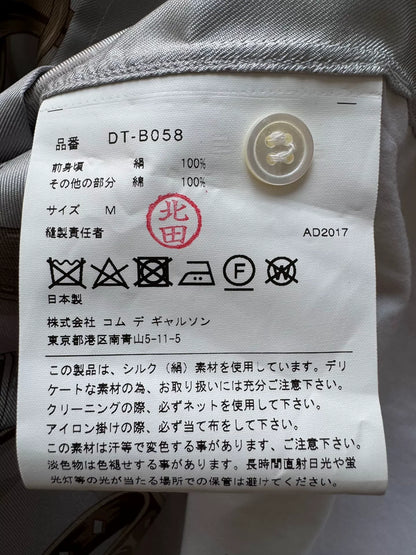 品番 DT-B058
前身頃 絹 100%
その他の部分 綿 100%
サイズ M
北田
縫製責任者 AD2017
F W
日本製
株式会社 コム デ ギャルソン
東京都港区南青山5-11-5
この製品は、シルク（絹）素材を使用しています。デリ
ケートな素材の為、お取り扱いには充分ご注意下さい。
クリーニングの際、必ずネットを使用して下さい。
アイロン掛けの際、必ず当て布をして下さい。
この素材は汗等で変色する事があります、ご注意下さい。
淡色物は色褪せする事があります。長時間直射日光や蛍
光灯等の光が当たる場所での保管は避けてください。